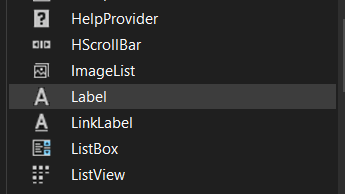 HelpProvider
HScrollBar
ImageList
Label
LinkLabel
ListBox
ListView